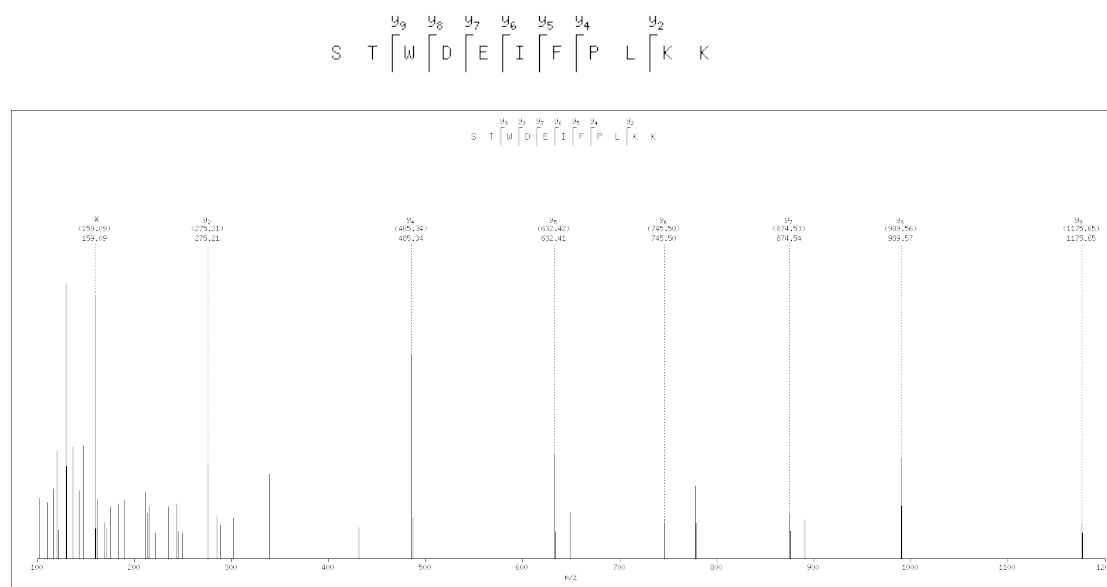 y9 y8 y7 y6 y5 y4 y2
S T W D E I F P L K K
y9 y8 y7 y6 y5 y4 y2
S T W D E I F P L K K
W y2 y4 y5 y6 y7 y8 y9
(159.09) (275.21) (485.34) (632.42) (745.50) (874.53) (989.56) (1175.65)
159.09 275.21 485.34 632.41 745.50 874.54 989.57 1175.65
100 200 300 400 500 600 700 800 900 1000 1100 120
m/z